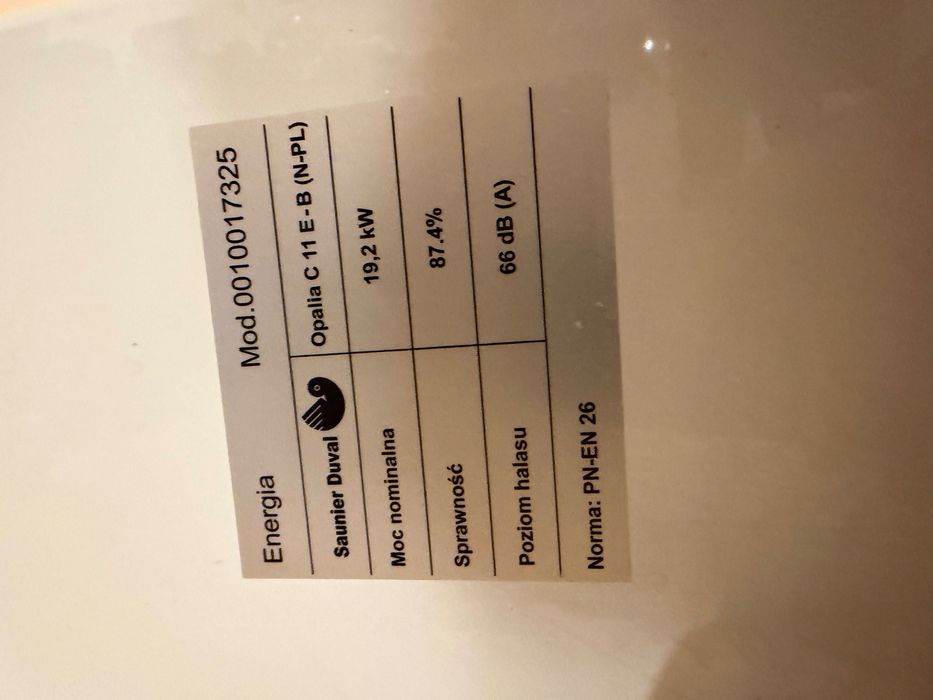 Energia Mod.0010017325
Saunier Duval Opalia C 11 E - B (N-PL)
Moc nominalna 19,2 kW
Sprawność 87.4%
Poziom halasu 66 dB (A)
Norma: PN-EN 26